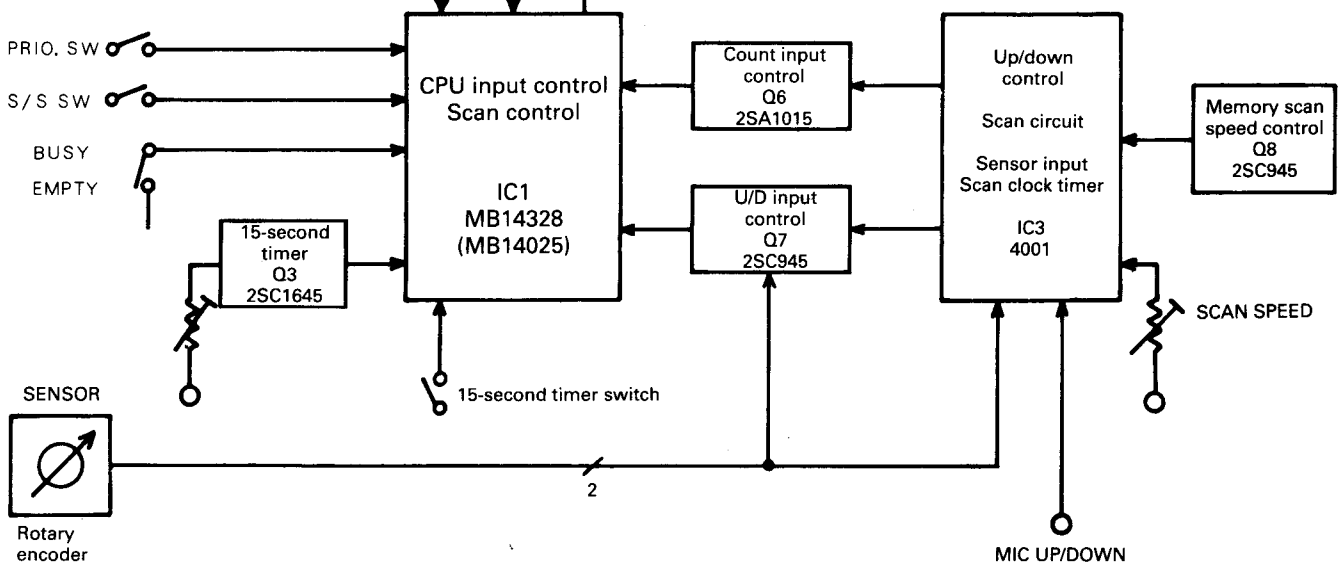 PRIO. SW
S/S SW
BUSY
EMPTY
15-second
timer
Q3
2SC1645
CPU input control
Scan control
IC1
MB14328
(MB14025)
Count input
control
Q6
2SA1015
U/D input
control
Q7
2SC945
Up/down
control
Scan circuit
Sensor input
Scan clock timer
IC3
4001
Memory scan
speed control
Q8
2SC945
SCAN SPEED
15-second timer switch
SENSOR
Rotary
encoder
2
MIC UP/DOWN